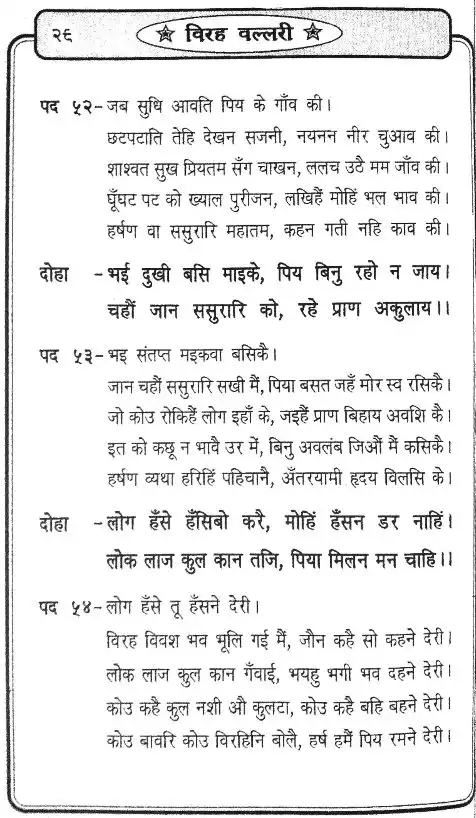 २६
☆ विरह वल्लरी ☆
पद ५२- जब सुधि आवति पिय के गाँव की।
छटपटाति तेहि देखन सजनी, नयनन नीर चुआव की।
शाश्वत सुख प्रियतम सँग चाखन, ललच उठै मम जाँव की।
घूँघट पट को ख्याल पुरीजन, लखिहैं मोहिं भल भाव की।
हर्षण वा ससुरारि महातम, कहन गती नहि काव की।
दोहा - भई दुखी बसि माइके, पिय बिनु रहो न जाय।
चहौं जान ससुरारि को, रहे प्राण अकुलाय।।
पद ५३- भइ संतप्त मइकवा बसिकै।
जान चहौं ससुरारि सखी मैं, पिया बसत जहँ मोर स्व रसिकै।
जो कोउ रोकिहैं लोग इहाँ के, जइहैं प्राण बिहाय अवशि कै।
इत को कछू न भावै उर में, बिनु अवलंब जिऔं मैं कसिकै।
हर्षण व्यथा हरिहिं पहिचानै, अँतरयामी हृदय विलसि के।
दोहा - लोग हँसे हँसिबो करै, मोहिं हँसन डर नाहिं।
लोक लाज कुल कान तजि, पिया मिलन मन चाहि।।
पद ५४- लोग हँसे तू हँसने देरी।
विरह विवश भव भूलि गई मैं, जौन कहै सो कहने देरी।
लोक लाज कुल कान गँवाई, भयहु भगी भव दहने देरी।
कोउ कहै कुल नशी औ कुलटा, कोउ कहै बहि बहने देरी।
कोउ बावरि कोउ विरहिनि बोलै, हर्ष हमैं पिय रमने देरी।